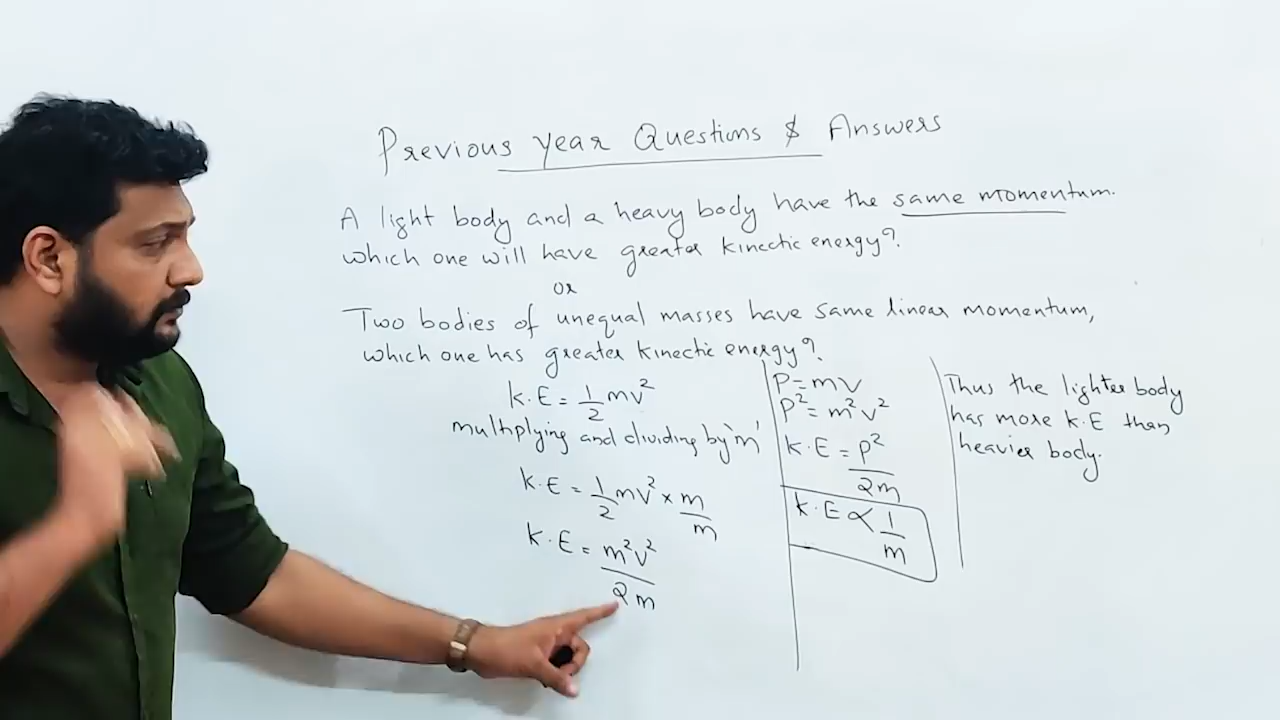 Previous year Questions & Answers
A light body and a heavy body have the same momentum.
which one will have greater kinectic energy?
or
Two bodies of unequal masses have same linear momentum,
which one has greater kinectic energy?
K.E = 1/2 mv²
multiplying and dividing by 'm'
K.E = 1/2 mv² × m/m
K.E = m²v²/2m
P = mv
P² = m²v²
K.E = P²/2m
K.E ∝ 1/m
Thus the lighter body
has more K.E than
heavier body.